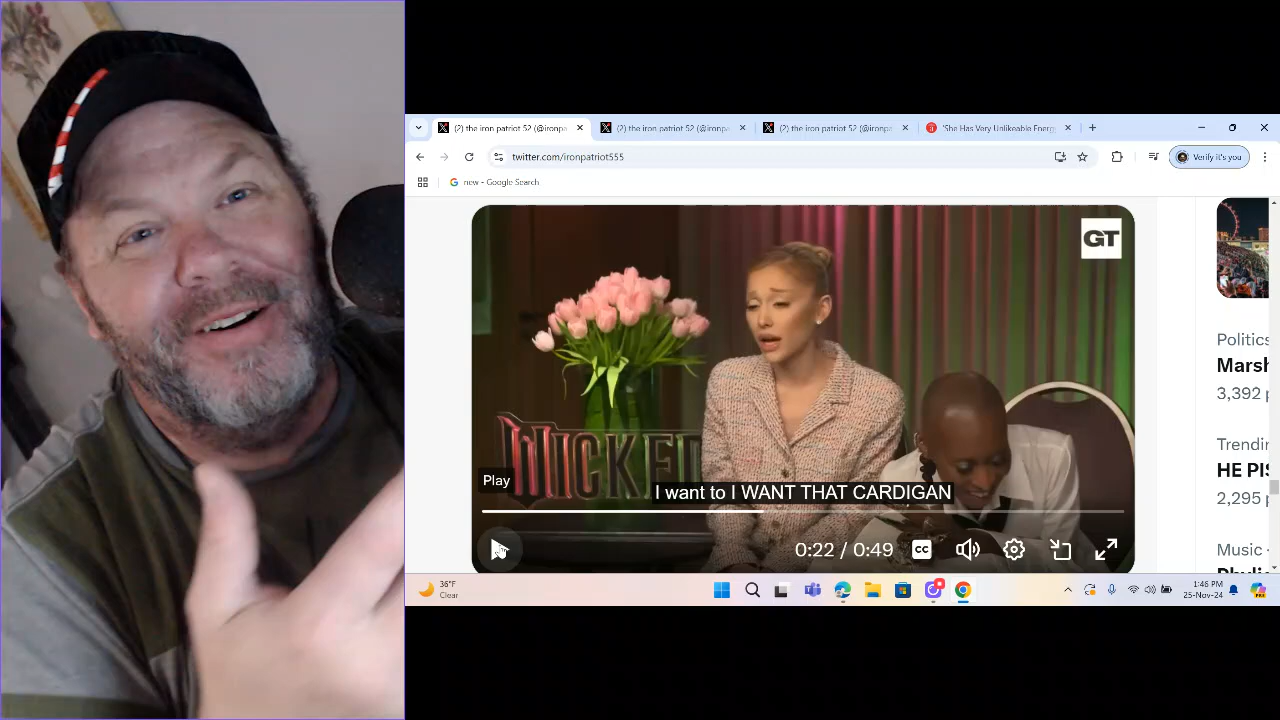 (2) the iron patriot 52 (@ironpa
(2) the iron patriot 52 (@ironpa
(2) the iron patriot 52 (@ironpa
'She Has Very Unlikeable Energ
twitter.com/ironpatriot555
Verify it's you
new - Google Search
GT
WICKED
Play
I want to I WANT THAT CARDIGAN
0:22 / 0:49
CC
Politics
Marsh
3,392 p
Trendin
HE PIS
2,295 p
Music ·
36°F
Clear
1:46 PM
25-Nov-24